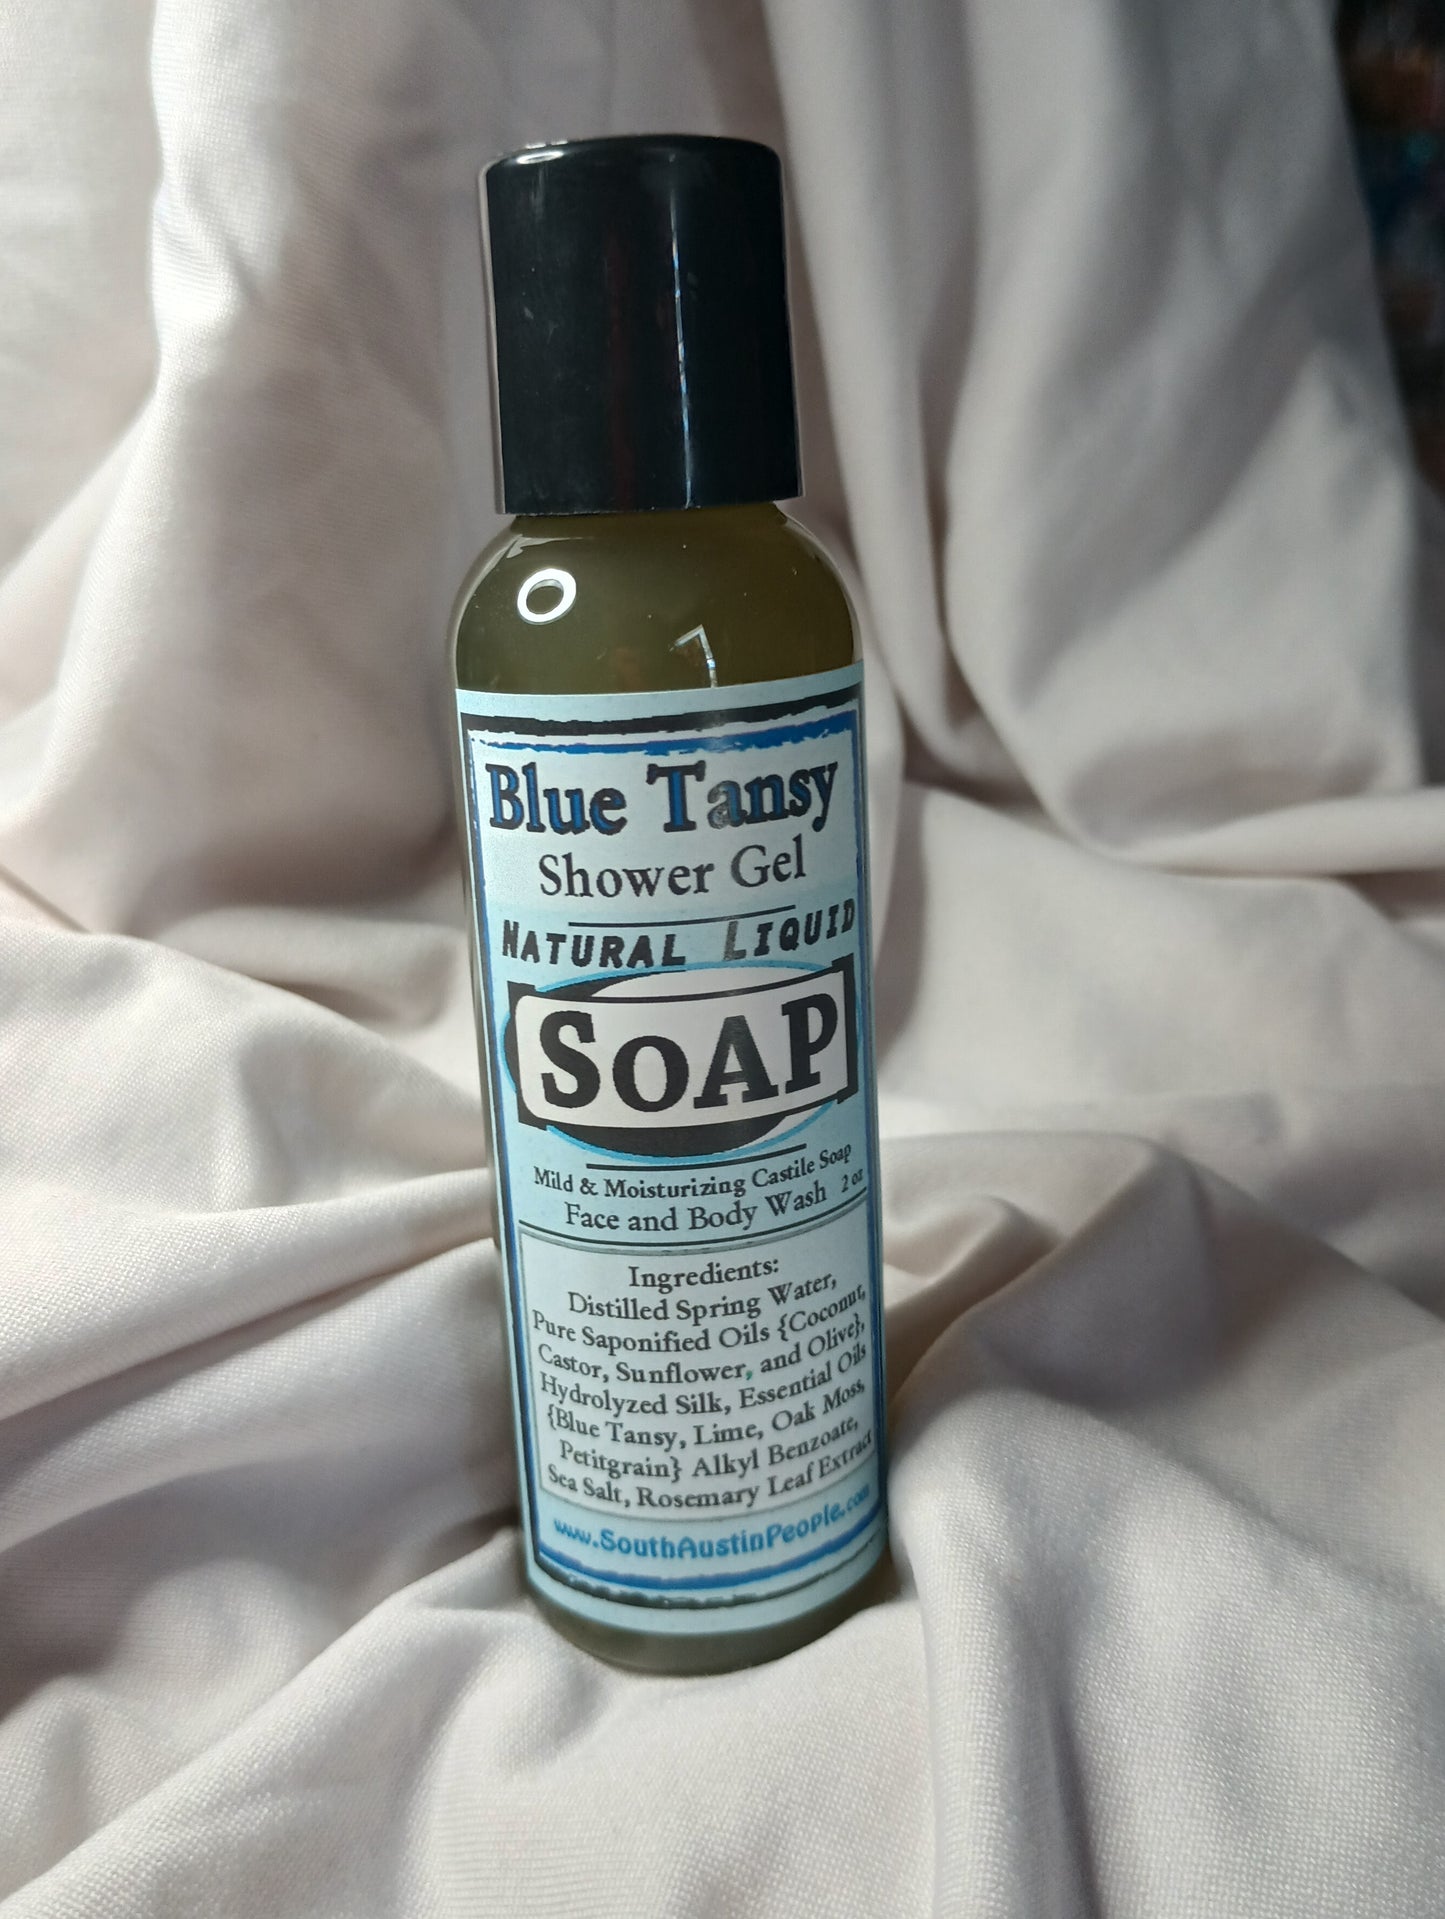 Blue Tansy
Shower Gel
Natural Liquid
SoAP
Mild & Moisturizing Castile Soap
Face and Body Wash 2 oz
Ingredients:
Distilled Spring Water,
Pure Saponified Oils {Coconut,
Castor, Sunflower, and Olive},
Hydrolyzed Silk, Essential Oils
{Blue Tansy, Lime, Oak Moss,
Petitgrain} Alkyl Benzoate,
Sea Salt, Rosemary Leaf Extract
www.SouthAustinPeople.com